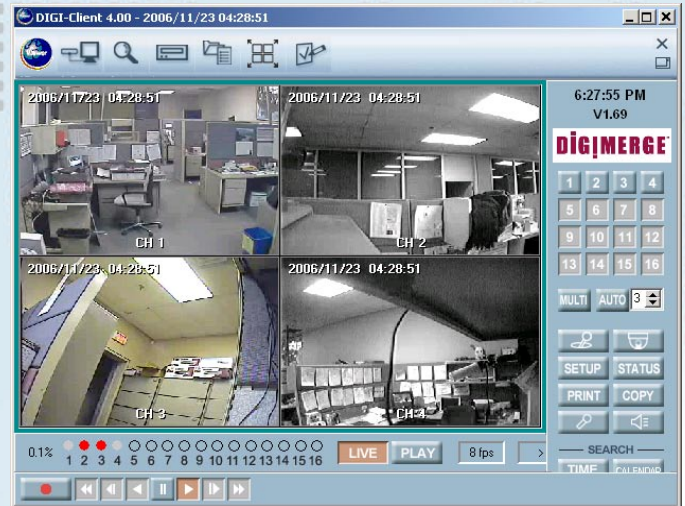 DIGI-Client 4.00 - 2006/11/23 04:28:51
Viewer
6:27:55 PM
V1.69
DIGIMERGE
2006/11/23 04:28:51
CH 1
2006/11/23 04:28:51
CH 2
2006/11/23 04:28:51
CH 3
2006/11/23 04:28:51
CH 4
1 2 3 4
5 6 7 8
9 10 11 12
13 14 15 16
MULTI AUTO 3
SETUP STATUS
PRINT COPY
SEARCH
TIME CALENDAR
0.1%
1 2 3 4 5 6 7 8 9 10 11 12 13 14 15 16
LIVE PLAY 8 fps >